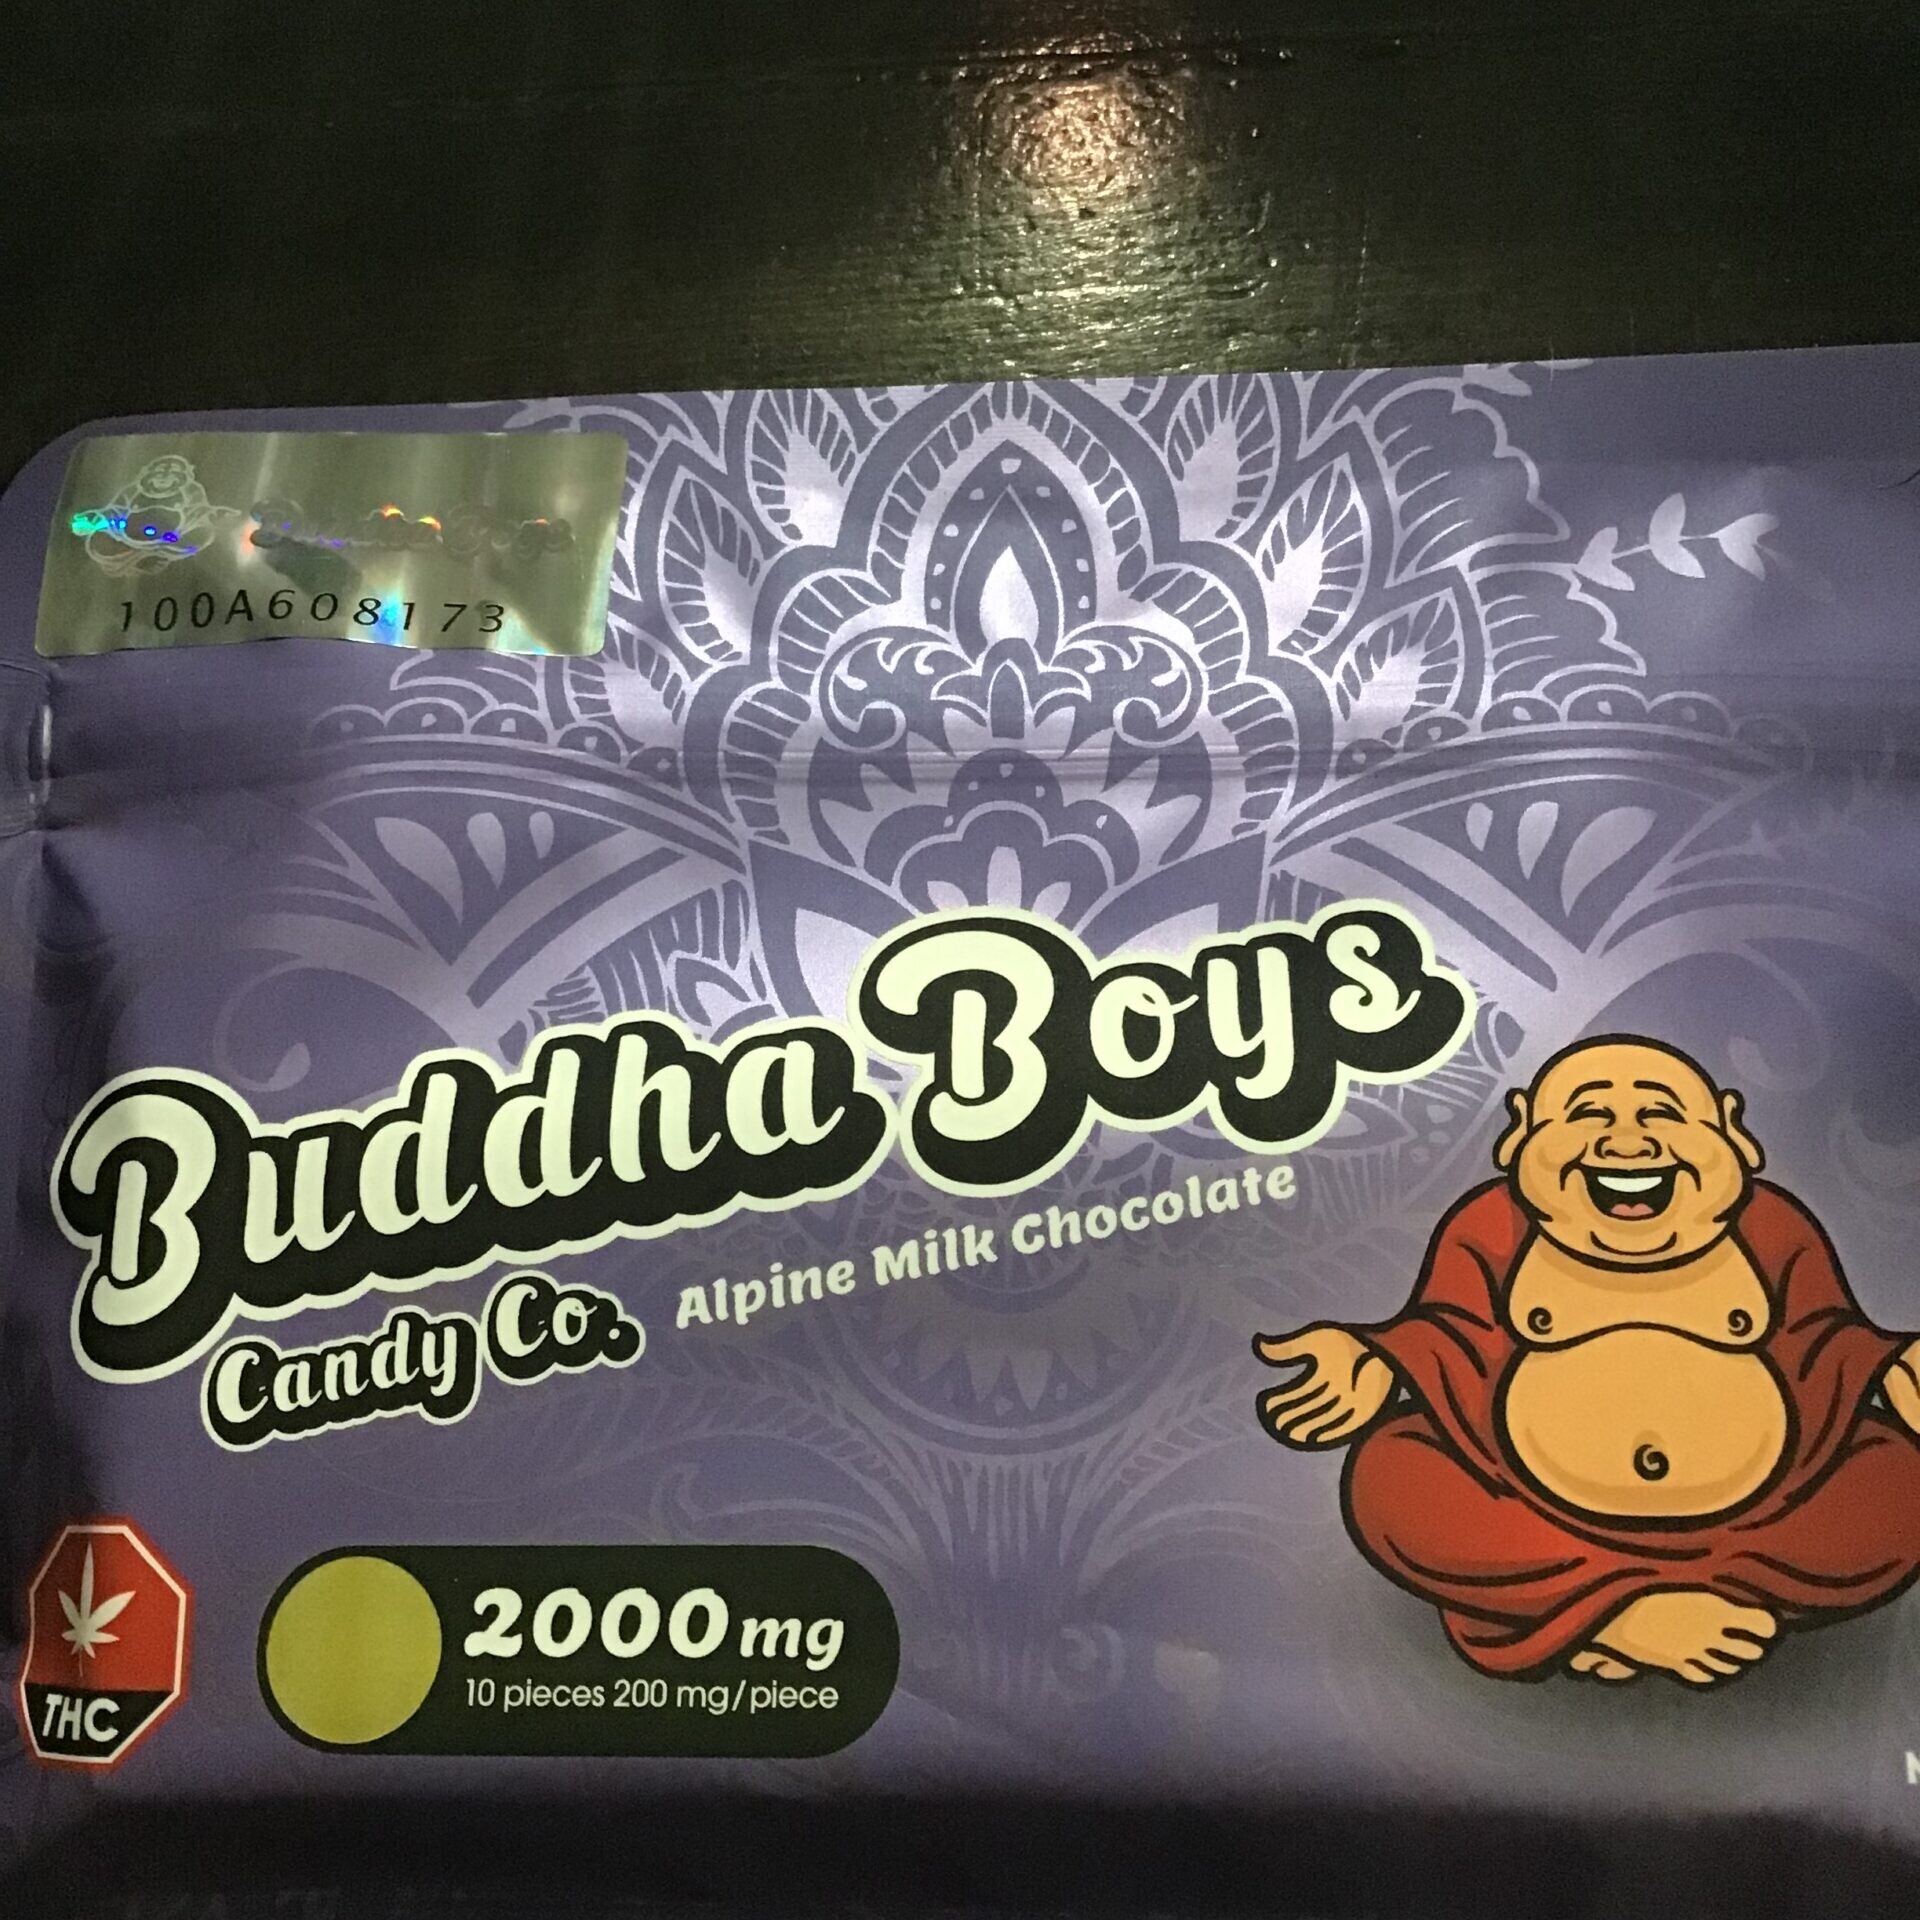 100A608173
Buddha Boys
Candy Co.
Alpine Milk Chocolate
THC
2000mg
10 pieces 200 mg/piece